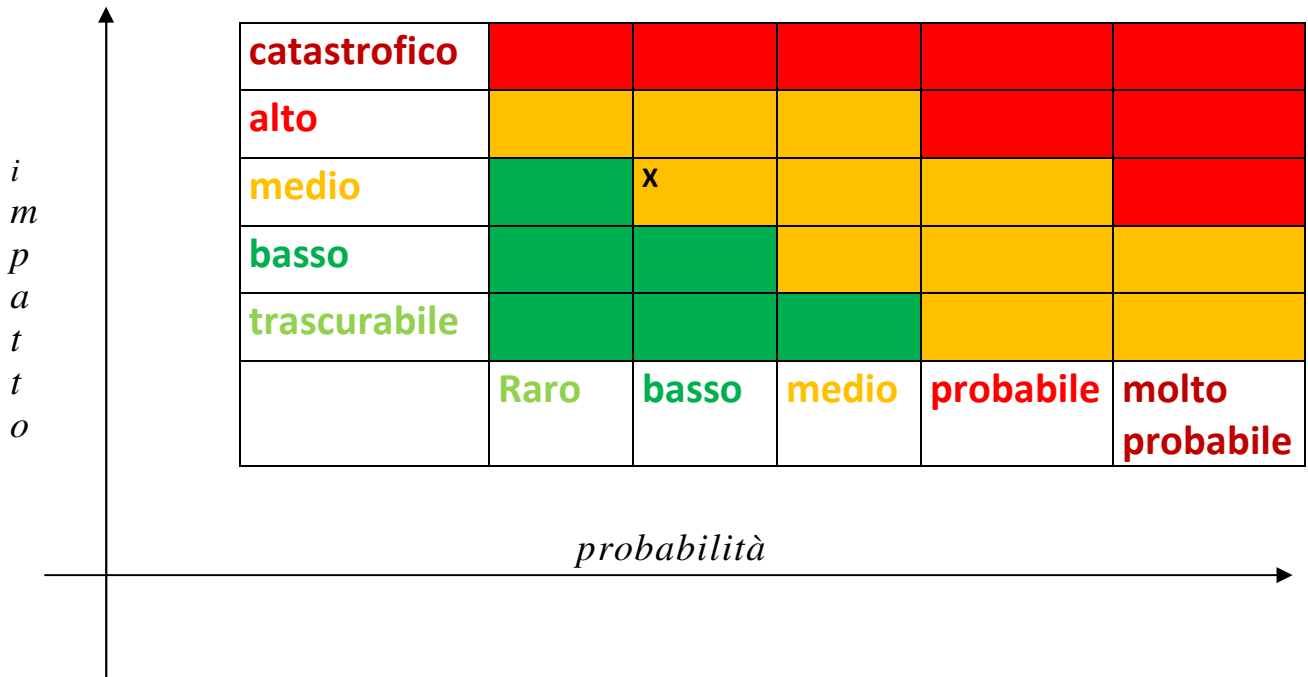 catastrofico
alto
medio
X
basso
trascurabile
Raro
basso
medio
probabile
molto
probabile
i
m
p
a
t
t
o
probabilità